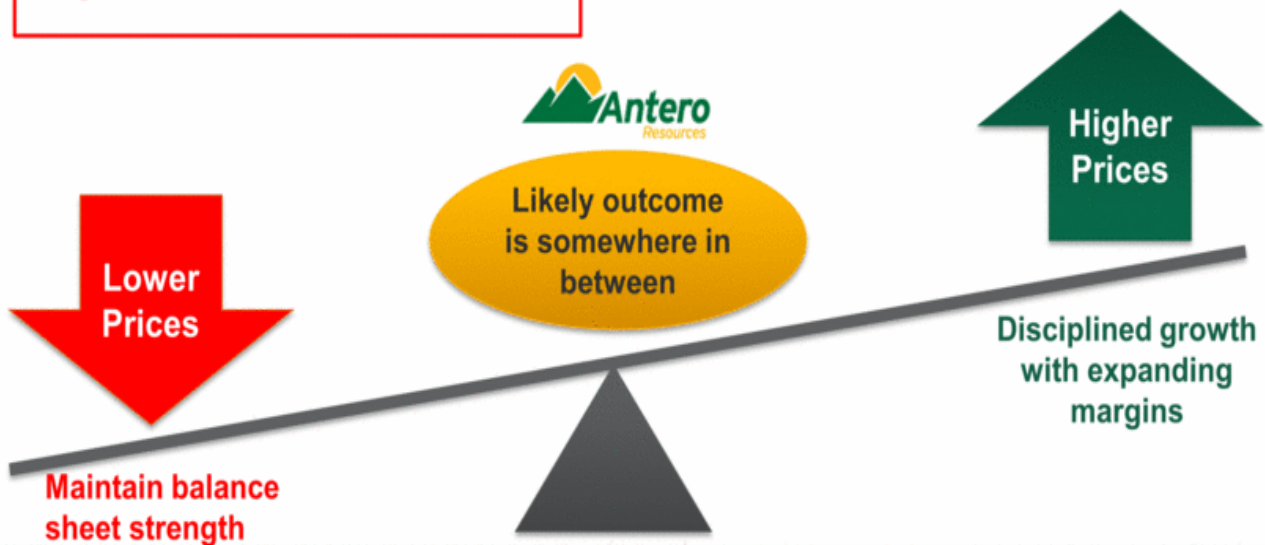 Antero
Resources
Higher
Prices
Likely outcome
is somewhere in
between
Lower
Prices
Disciplined growth
with expanding
margins
Maintain balance
sheet strength